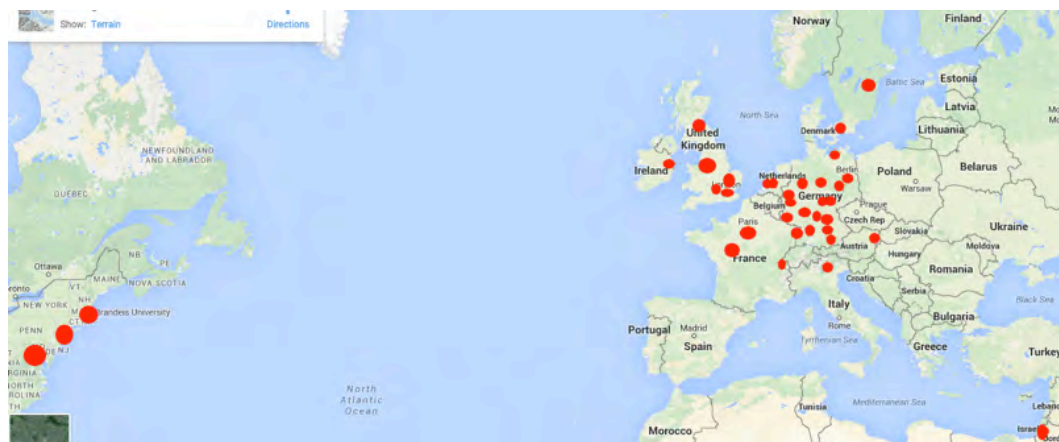 Show: Terrain
Directions
Norway
Finland
Baltic Sea
Estonia
Latvia
North Sea
Denmark
Lithuania
United
Kingdom
NEWFOUNDLAND
AND LABRADOR
Ireland
Belarus
Netherlands
Berlin
Poland
Warsaw
QUÉBEC
Germany
Belgium
Prague
Czech Rep
Ukraine
Paris
Slovakia
NB
PE
Austria
Moldova
Hungary
France
Ottawa
MAINE
NOVA SCOTIA
Romania
Croatia
VT
NH
Serbia
NEW YORK
Black Sea
Brandeis University
Italy
Bulgaria
CT
PENN
Portugal
Madrid
Rome
Spain
Tyrrhenian Sea
Greece
Turkey
NJ
DE
VIRGINIA
North
Atlantic
Ocean
Mediterranean Sea
Tunisia
Morocco
Israel